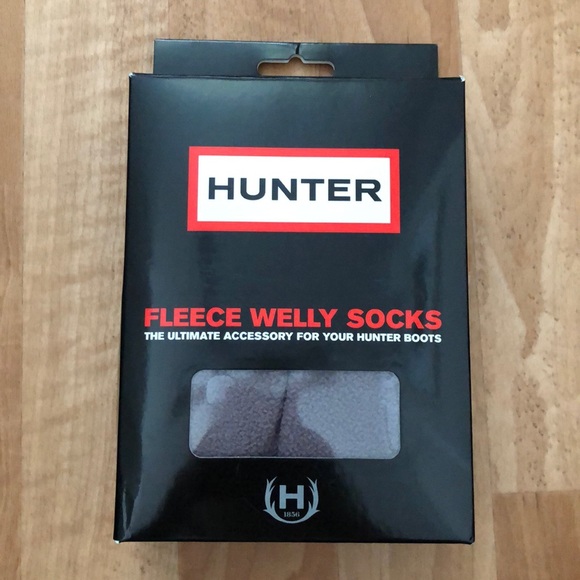 HUNTER
FLEECE WELLY SOCKS
THE ULTIMATE ACCESSORY FOR YOUR HUNTER BOOTS
H
1856